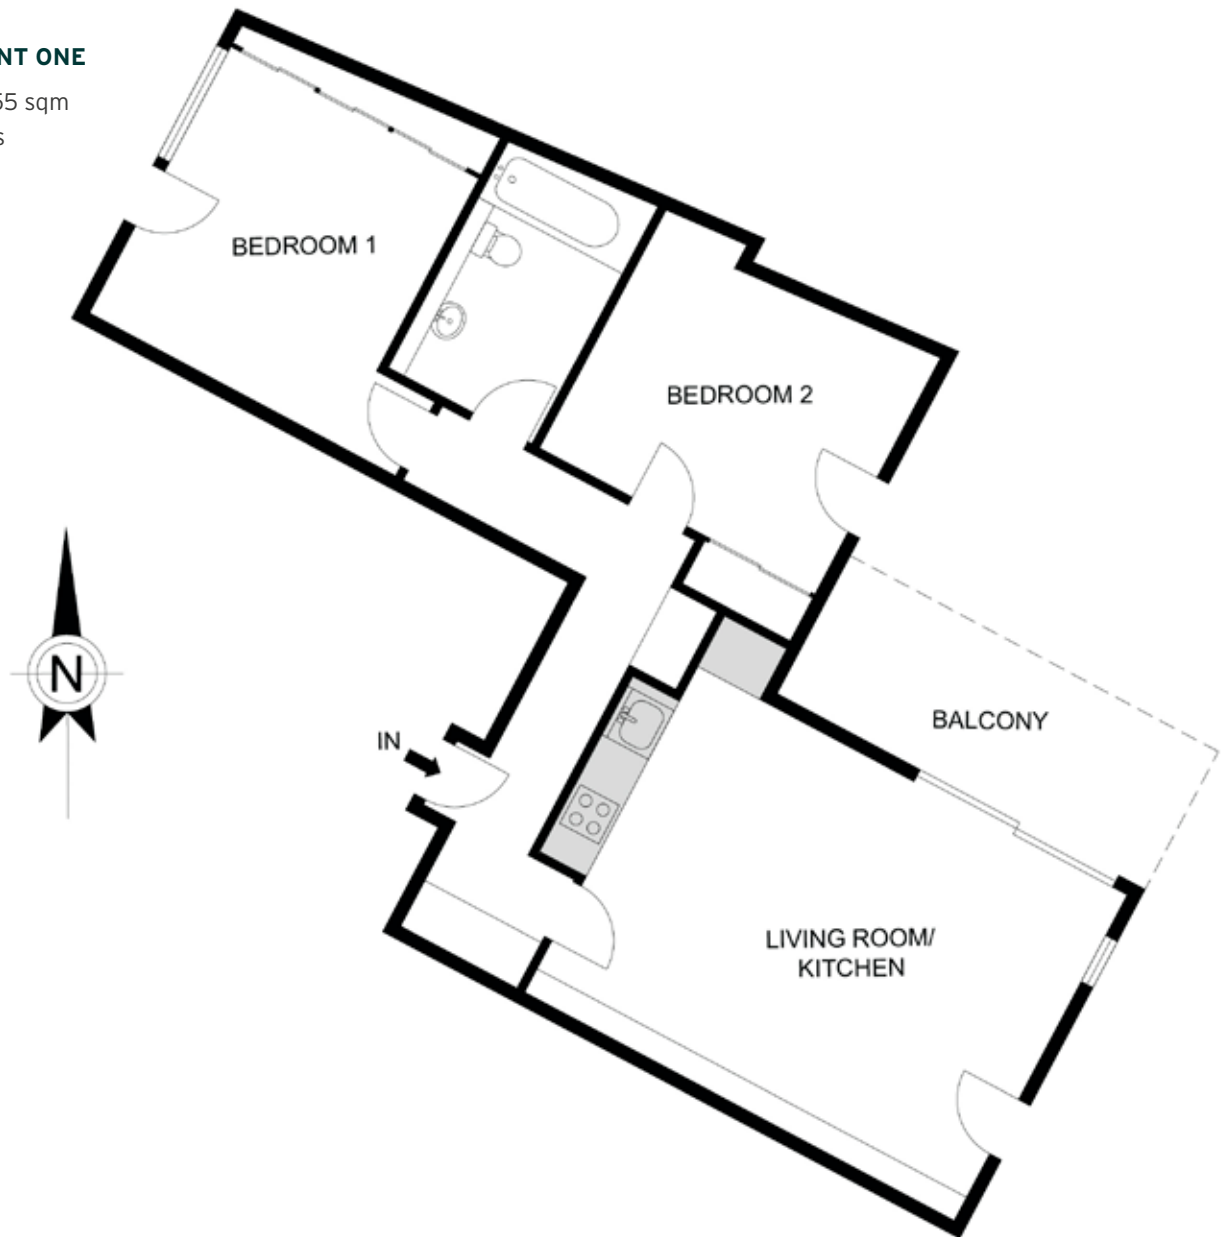 NT ONE
55 sqm
s
BEDROOM 1
BEDROOM 2
N
IN
BALCONY
LIVING ROOM/
KITCHEN